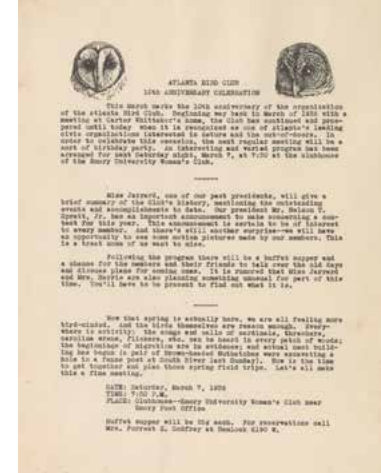 ATLANTA BIRD CLUB
10th ANNIVERSARY CELEBRATION
This March marks the 10th anniversary of the organization
of the Atlanta Bird Club. Beginning way back in March of 1926 with a
meeting at Carter Whittaker's home, the Club has continued and pros-
pered until today when it is recognized as one of Atlanta's leading
civic organizations interested in nature and the out-of-doors. In
order to celebrate this occasion, the next regular meeting will be a
sort of birthday party. An interesting and varied program has been
arranged for next Saturday night, March 7, at 7:30 at the clubhouse
of the Emory University Woman's Club.
Miss Jarrard, one of our past presidents, will give a
brief summary of the Club's history, mentioning the outstanding
events and accomplishments to date. Our president Mr. Nelson T.
Spratt, Jr. has an important announcement to make concerning a con-
test for this year. This announcement is certain to be of interest
to every member. And there's still another surprise--we will have
an opportunity to see some motion pictures made by our members. This
is a treat none of us want to miss.
Following the program there will be a buffet supper and
a chance for the members and their friends to talk over the old days
and discuss plans for coming ones. It is rumored that Miss Jarrard
and Mrs. are also planning something unusual for part of this
time. You'll have to be present to find out what it is.
Now that spring is actually here, we are all feeling more
bird-minded. And the birds themselves are reason enough. Every-
where is activity: the songs and calls of cardinals, thrashers,
carolina wrens, flickers, etc. can be heard in every patch of woods;
the beginnings of migration are in evidence; and actual nest build-
ing has begun (a pair of Brown-headed Nuthatches were excavating a
hole in a fence post at South River last Sunday). Now is the time
to get together and plan those spring field trips. Let's all make
this a fine meeting.
DATE: Saturday, March 7, 1936
TIME: 7:30 P.M.
PLACE: Clubhouse--Emory University Woman's Club near
Emory Post Office
Buffet supper will be 35¢ each. For reservations call
Mrs. Forrest E. Godfrey at Hemlock